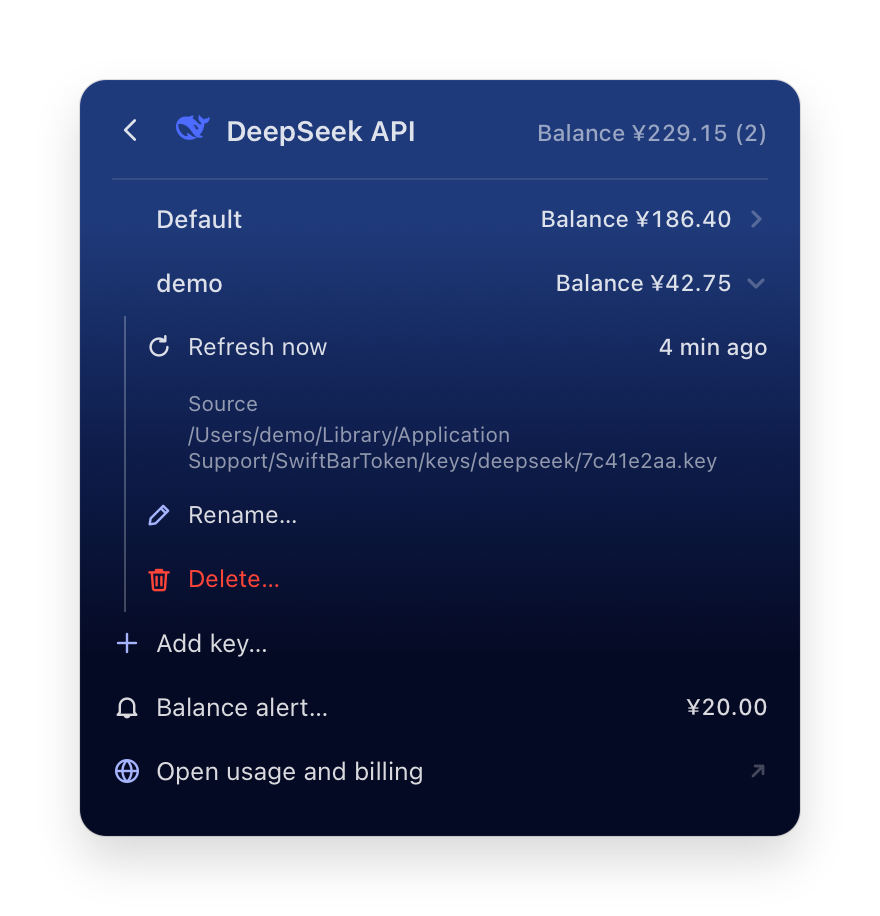 DeepSeek API Balance ¥229.15 (2)
Default Balance ¥186.40
demo Balance ¥42.75
Refresh now 4 min ago
Source
/Users/demo/Library/Application
Support/SwiftBarToken/keys/deepseek/7c41e2aa.key
Rename...
Delete...
Add key...
Balance alert... ¥20.00
Open usage and billing